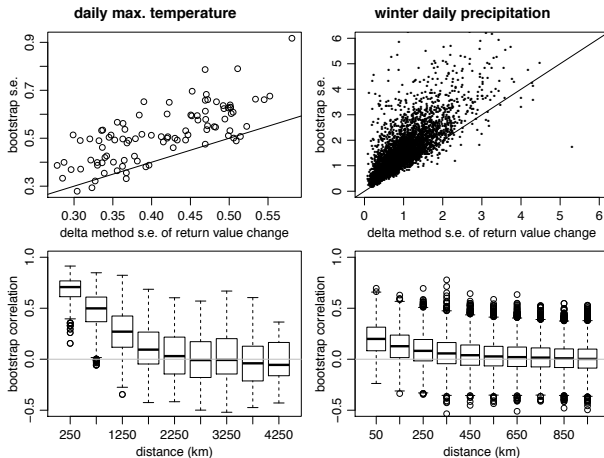 daily max. temperature
winter daily precipitation
bootstrap s.e.
0.3 0.5 0.7 0.9
0.30 0.35 0.40 0.45 0.50 0.55
delta method s.e. of return value change
bootstrap s.e.
0 1 2 3 4 5 6
0 1 2 3 4 5 6
delta method s.e. of return value change
bootstrap correlation
−0.5 0.0 0.5 1.0
250 1250 2250 3250 4250
distance (km)
bootstrap correlation
−0.5 0.0 0.5 1.0
50 250 450 650 850
distance (km)